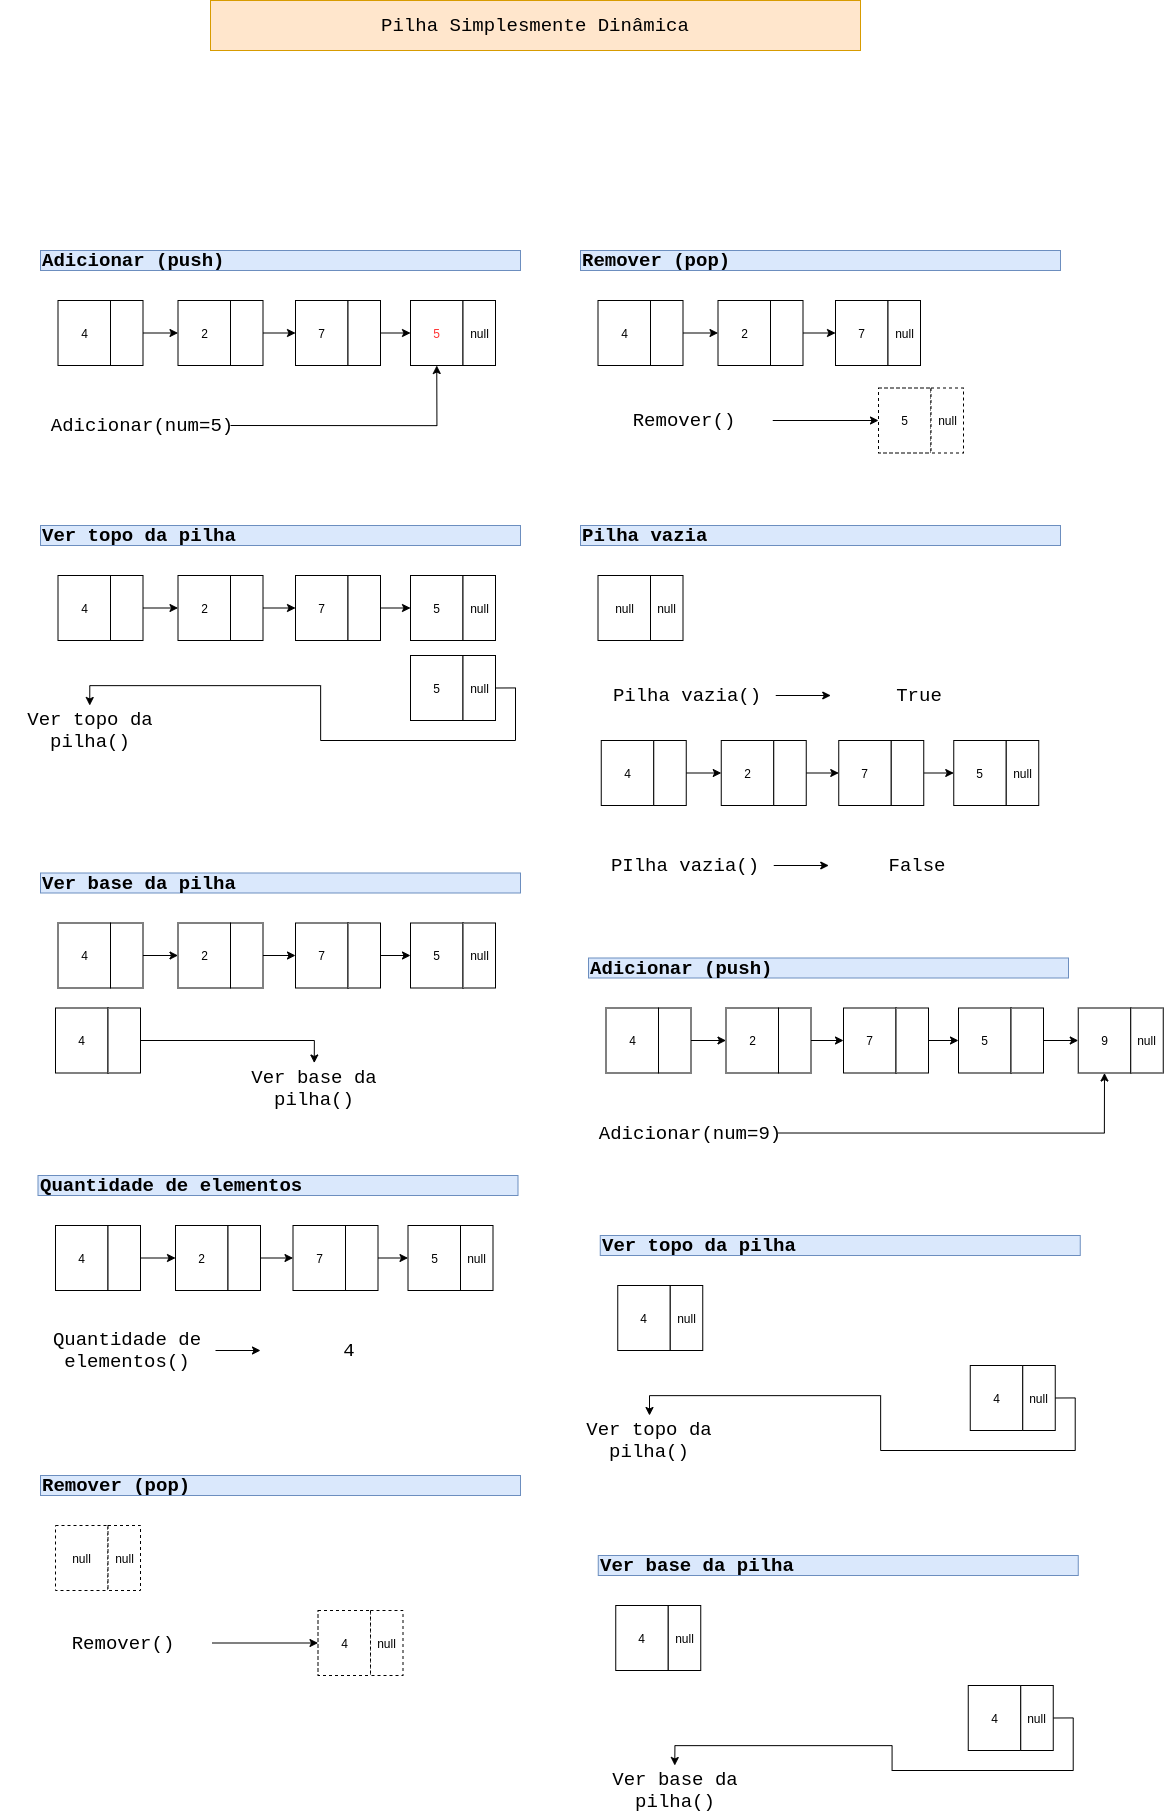 Pilha Simplesmente Dinâmica
Adicionar (push)
4 2 7 5 null
Adicionar(num=5)
Remover (pop)
4 2 7 null
Remover() 5 null
Ver topo da pilha
4 2 7 5 null
5 null
Ver topo da
pilha()
Pilha vazia
null null
Pilha vazia() True
4 2 7 5 null
PIlha vazia() False
Ver base da pilha
4 2 7 5 null
4
Ver base da
pilha()
Adicionar (push)
4 2 7 5 9 null
Adicionar(num=9)
Quantidade de elementos
4 2 7 5 null
Quantidade de
elementos()
4
Ver topo da pilha
4 null
4 null
Ver topo da
pilha()
Remover (pop)
null null
Remover() 4 null
Ver base da pilha
4 null
4 null
Ver base da
pilha()